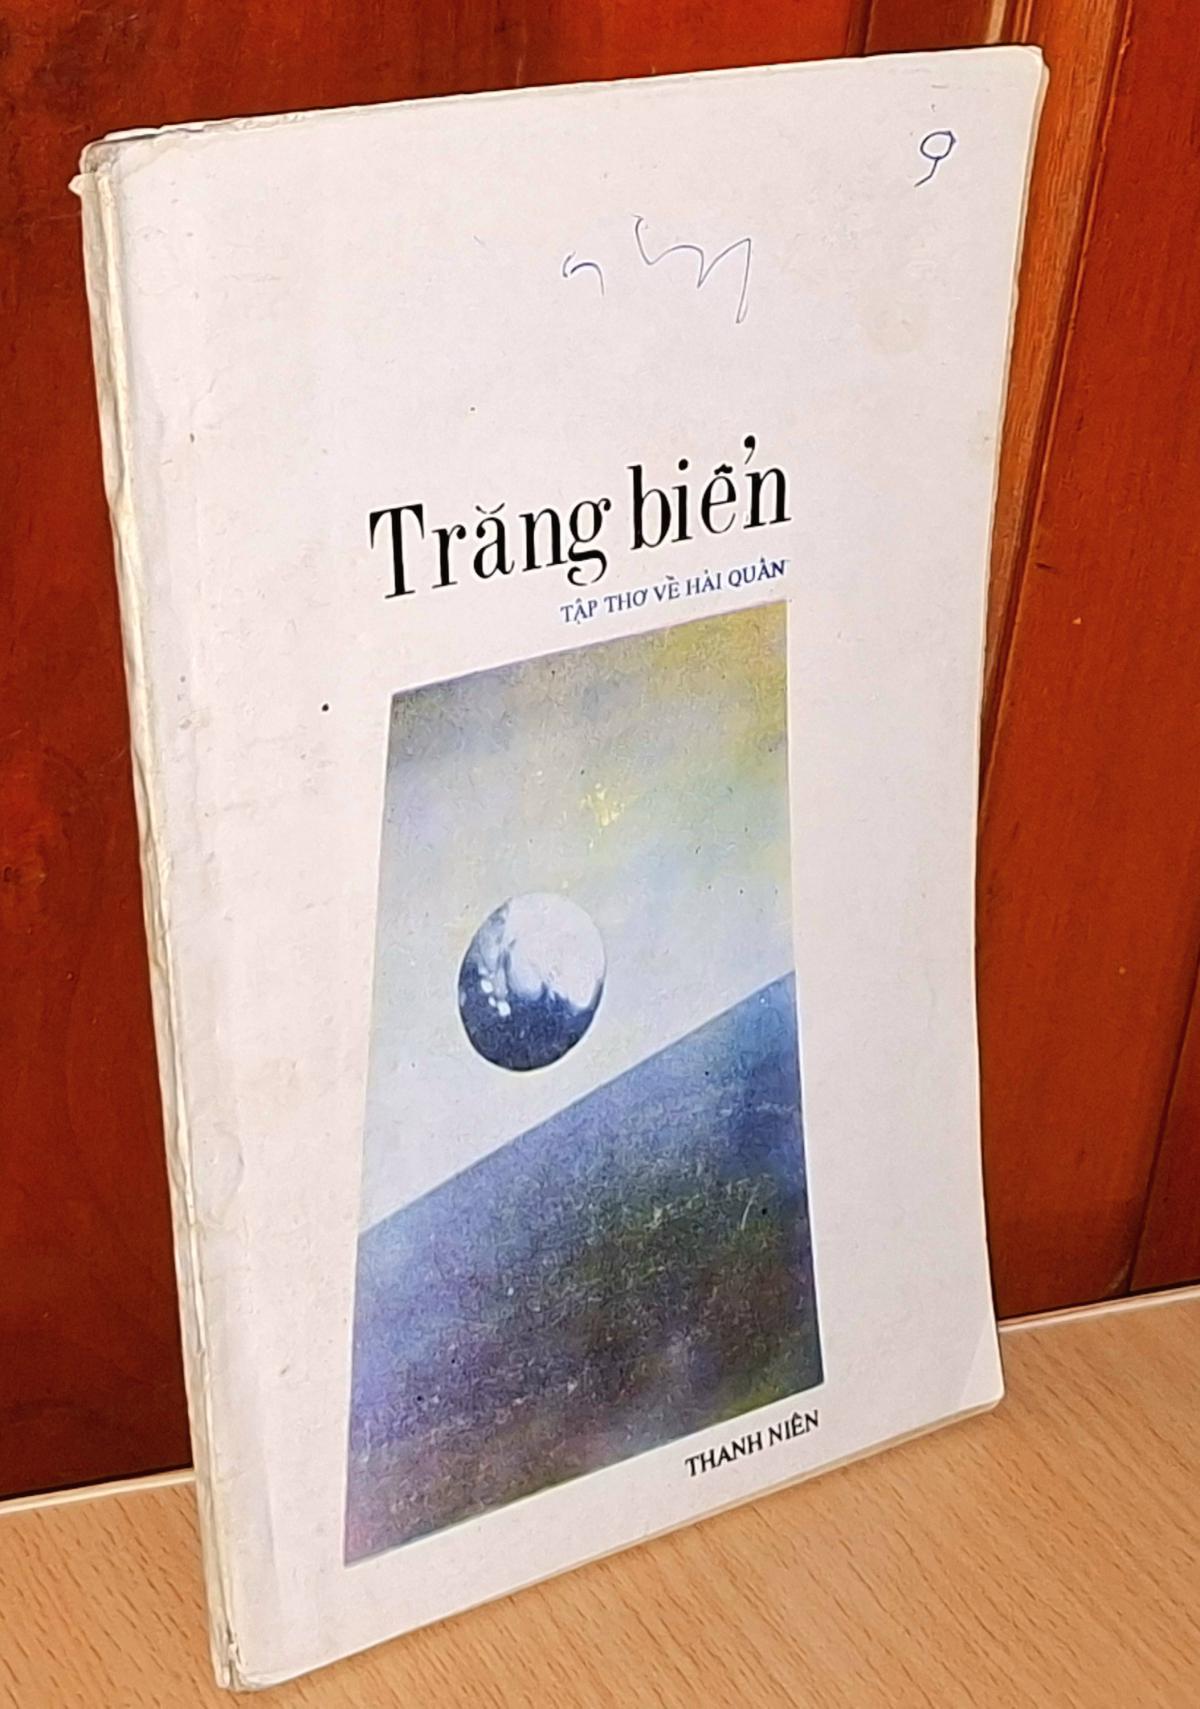 Trăng biển
TẬP THƠ VỀ HẢI QUÂN
THANH NIÊN